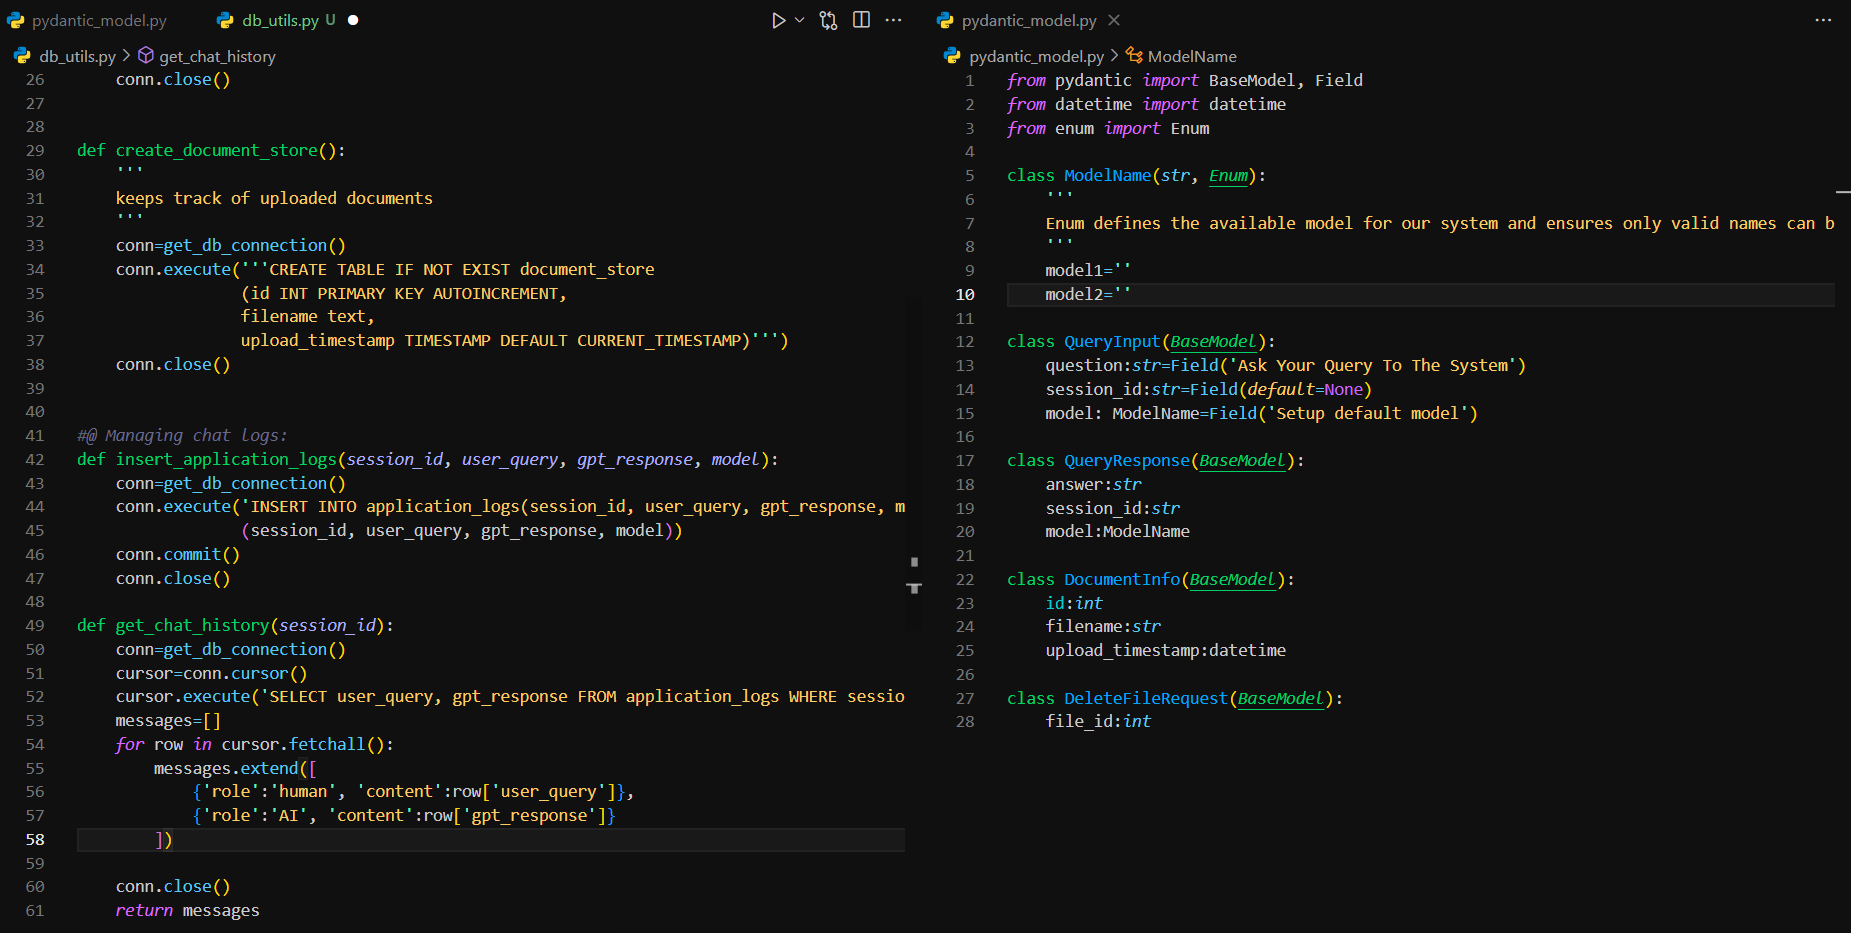 pydantic_model.py
db_utils.py U
db_utils.py > get_chat_history
26 conn.close()
27
28
29 def create_document_store():
30 '''
31 keeps track of uploaded documents
32 '''
33 conn=get_db_connection()
34 conn.execute('''CREATE TABLE IF NOT EXIST document_store
35 (id INT PRIMARY KEY AUTOINCREMENT,
36 filename text,
37 upload_timestamp TIMESTAMP DEFAULT CURRENT_TIMESTAMP)''')
38 conn.close()
39
40
41 #@ Managing chat logs:
42 def insert_application_logs(session_id, user_query, gpt_response, model):
43 conn=get_db_connection()
44 conn.execute('INSERT INTO application_logs(session_id, user_query, gpt_response, m
45 (session_id, user_query, gpt_response, model))
46 conn.commit()
47 conn.close()
48
49 def get_chat_history(session_id):
50 conn=get_db_connection()
51 cursor=conn.cursor()
52 cursor.execute('SELECT user_query, gpt_response FROM application_logs WHERE sessio
53 messages=[]
54 for row in cursor.fetchall():
55 messages.extend([
56 {'role':'human', 'content':row['user_query']},
57 {'role':'AI', 'content':row['gpt_response']}
58 ])
59
60 conn.close()
61 return messages
pydantic_model.py
pydantic_model.py > ModelName
1 from pydantic import BaseModel, Field
2 from datetime import datetime
3 from enum import Enum
4
5 class ModelName(str, Enum):
6 '''
7 Enum defines the available model for our system and ensures only valid names can b
8 '''
9 model1=''
10 model2=''
11
12 class QueryInput(BaseModel):
13 question:str=Field('Ask Your Query To The System')
14 session_id:str=Field(default=None)
15 model: ModelName=Field('Setup default model')
16
17 class QueryResponse(BaseModel):
18 answer:str
19 session_id:str
20 model:ModelName
21
22 class DocumentInfo(BaseModel):
23 id:int
24 filename:str
25 upload_timestamp:datetime
26
27 class DeleteFileRequest(BaseModel):
28 file_id:int